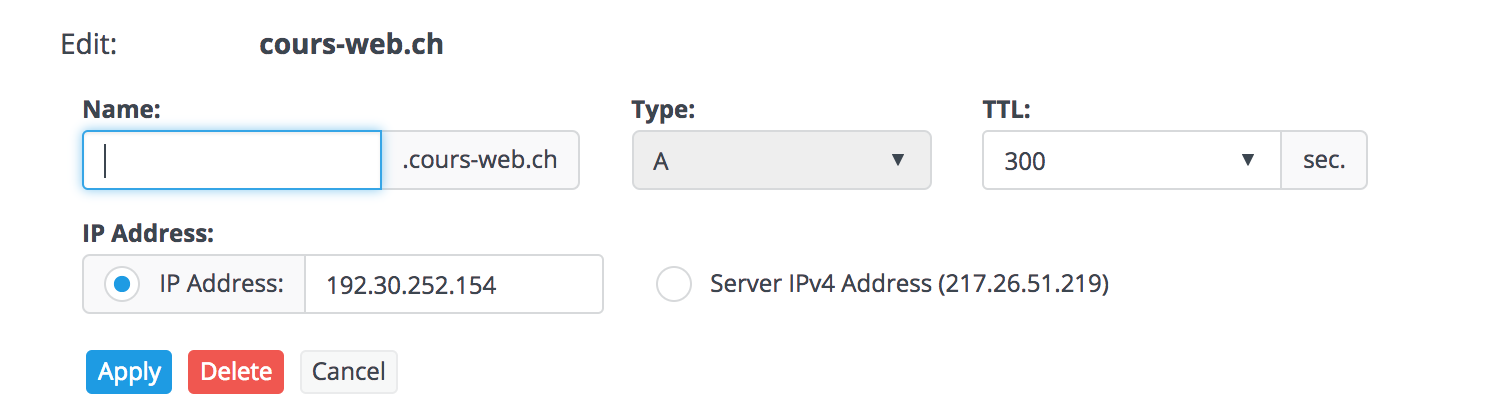 Edit: cours-web.ch
Name: Type: TTL:
.cours-web.ch A ▼ 300 ▼ sec.
IP Address:
IP Address: 192.30.252.154 Server IPv4 Address (217.26.51.219)
Apply Delete Cancel